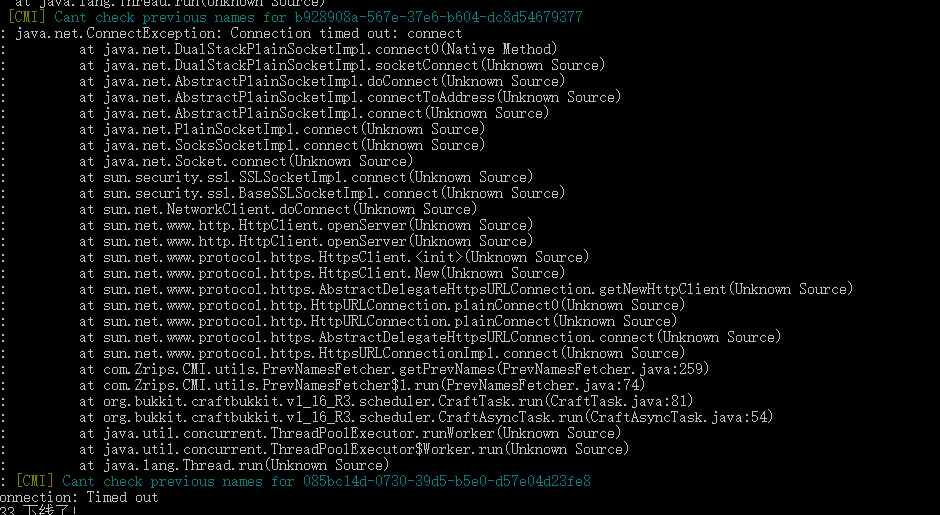 at java.lang.Thread.run(Unknown Source)
[CMI] Cant check previous names for b928908a-567e-37e6-b604-dc8d54679377
: java.net.ConnectException: Connection timed out: connect
: at java.net.DualStackPlainSocketImpl.connect0(Native Method)
: at java.net.DualStackPlainSocketImpl.socketConnect(Unknown Source)
: at java.net.AbstractPlainSocketImpl.doConnect(Unknown Source)
: at java.net.AbstractPlainSocketImpl.connectToAddress(Unknown Source)
: at java.net.AbstractPlainSocketImpl.connect(Unknown Source)
: at java.net.PlainSocketImpl.connect(Unknown Source)
: at java.net.SocksSocketImpl.connect(Unknown Source)
: at java.net.Socket.connect(Unknown Source)
: at sun.security.ssl.SSLSocketImpl.connect(Unknown Source)
: at sun.security.ssl.BaseSSLSocketImpl.connect(Unknown Source)
: at sun.net.NetworkClient.doConnect(Unknown Source)
: at sun.net.www.http.HttpClient.openServer(Unknown Source)
: at sun.net.www.http.HttpClient.openServer(Unknown Source)
: at sun.net.www.protocol.https.HttpsClient.<init>(Unknown Source)
: at sun.net.www.protocol.https.HttpsClient.New(Unknown Source)
: at sun.net.www.protocol.https.AbstractDelegateHttpsURLConnection.getNewHttpClient(Unknown Source)
: at sun.net.www.protocol.http.HttpURLConnection.plainConnect0(Unknown Source)
: at sun.net.www.protocol.http.HttpURLConnection.plainConnect(Unknown Source)
: at sun.net.www.protocol.https.AbstractDelegateHttpsURLConnection.connect(Unknown Source)
: at sun.net.www.protocol.https.HttpsURLConnectionImpl.connect(Unknown Source)
: at com.Zrips.CMI.utils.PrevNamesFetcher.getPrevNames(PrevNamesFetcher.java:259)
: at com.Zrips.CMI.utils.PrevNamesFetcher$1.run(PrevNamesFetcher.java:74)
: at org.bukkit.craftbukkit.v1_16_R3.scheduler.CraftTask.run(CraftTask.java:81)
: at org.bukkit.craftbukkit.v1_16_R3.scheduler.CraftAsyncTask.run(CraftAsyncTask.java:54)
: at java.util.concurrent.ThreadPoolExecutor.runWorker(Unknown Source)
: at java.util.concurrent.ThreadPoolExecutor$Worker.run(Unknown Source)
: at java.lang.Thread.run(Unknown Source)
: [CMI] Cant check previous names for 085bc14d-0730-39d5-b5e0-d57e04d23fe8
onnection: Timed out
33 下线了!